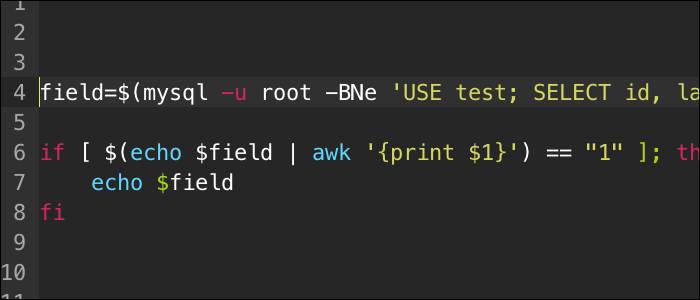 1
2
3
4 field=$(mysql -u root -BNe 'USE test; SELECT id, la
5
6 if [ $(echo $field | awk '{print $1}') == "1" ]; th
7 echo $field
8 fi
9
10
11